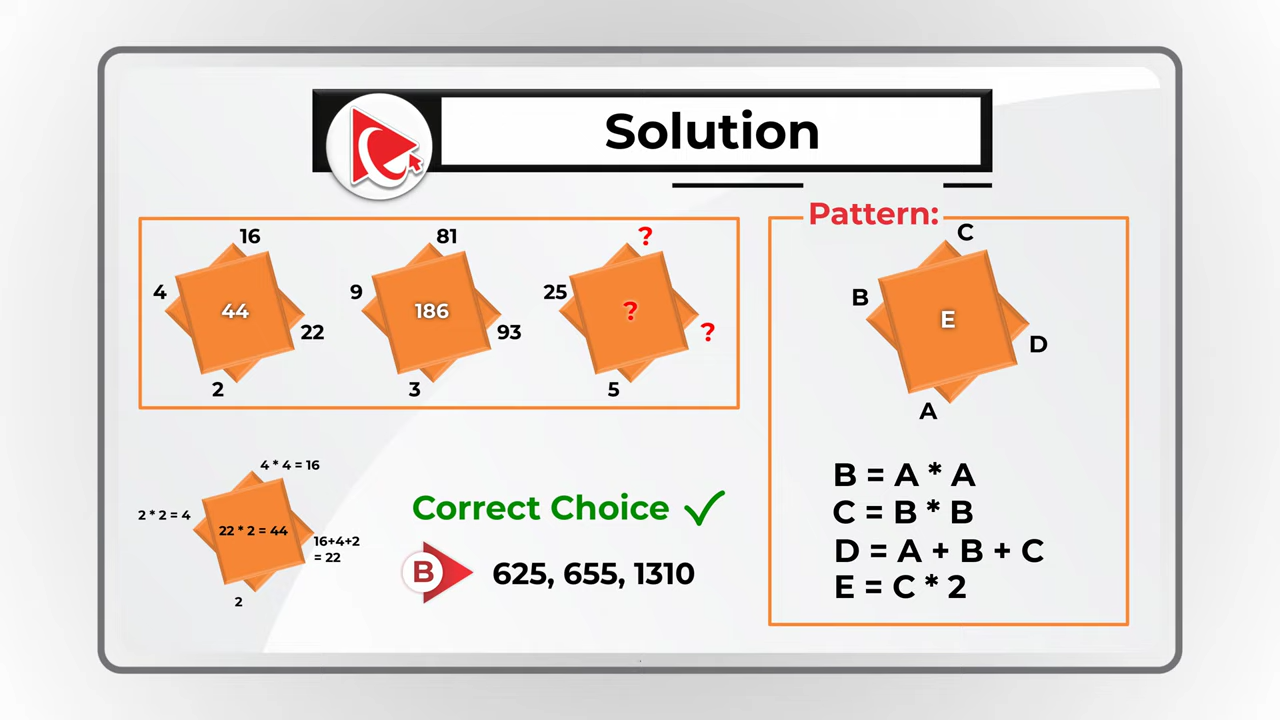 Solution
Pattern:
16
4
44
22
2
81
9
186
93
3
?
25
?
?
5
C
B
E
D
A
4 * 4 = 16
2 * 2 = 4
22 * 2 = 44
16+4+2
= 22
2
Correct Choice
B
625, 655, 1310
B = A * A
C = B * B
D = A + B + C
E = C * 2